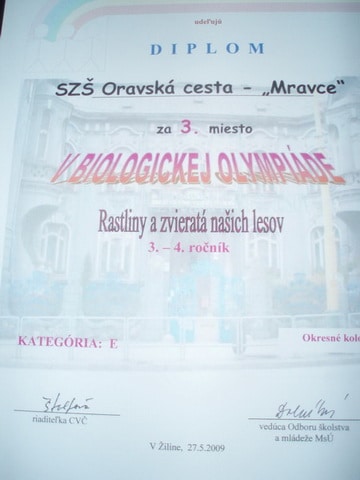 udeľujú
DIPLOM
SZŠ Oravská cesta - „Mravce“
za 3. miesto
V BIOLOGICKEJ OLYMPIÁDE
Rastliny a zvieratá našich lesov
3. – 4. ročník
KATEGÓRIA: E
Okresné kolo
riaditeľka CVČ
vedúca Odboru školstva
a mládeže MsÚ
V Žiline, 27.5.2009